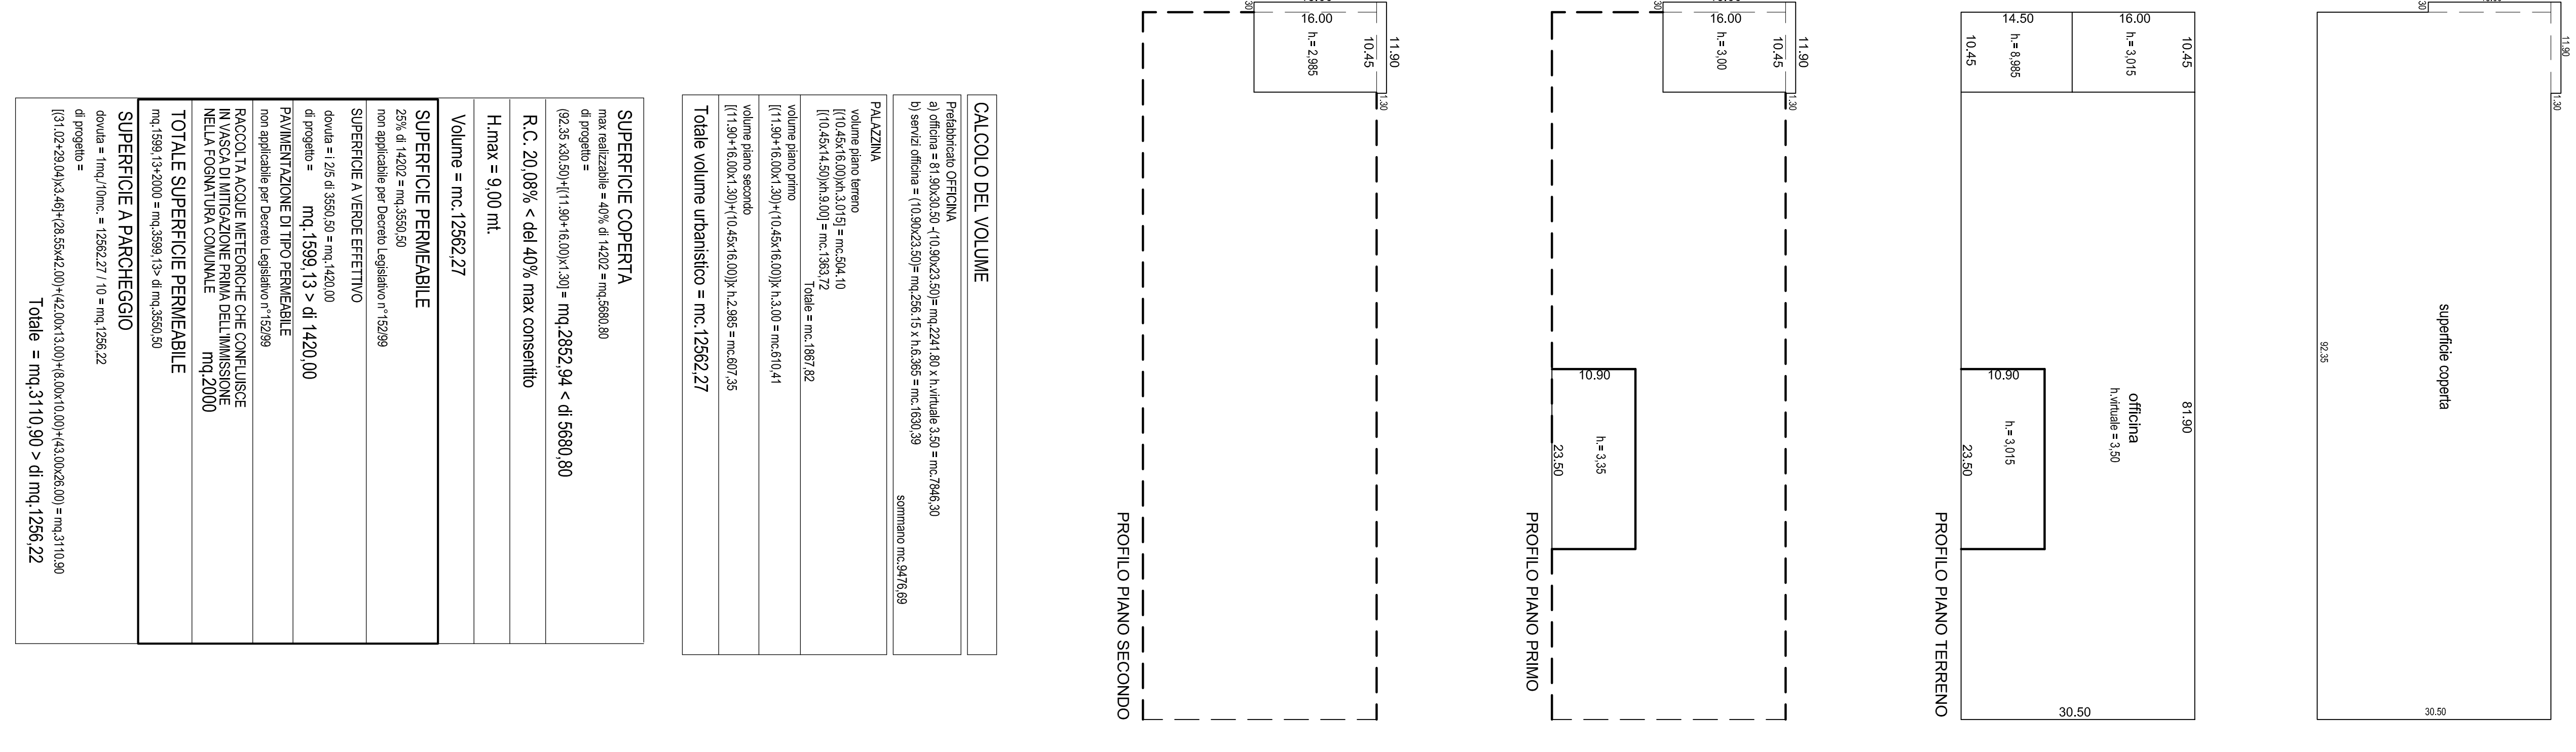 CALCOLO DEL VOLUME
Prefabbricato OFFICINA
a) officina = 81.90x30.50 -(10.90x23.50)= mq.2241.80 x h.virtuale 3.50 = mc.7846,30
b) servizi officina = (10.90x23.50)= mq.256.15 x h.6.365 = mc.1630,39
sommano mc.9476,69
PALAZZINA
volume piano terreno
[(10.45x16.00)xh.3.015] = mc.504.10
[(10.45x14.50)xh.9.00] = mc.1363,72
Totale = mc.1867,82
volume piano primo
[(11.90+16.00x1.30)+(10.45x16.00)]x h.3.00 = mc.610,41
volume piano secondo
[(11.90+16.00x1.30)+(10.45x16.00)]x h.2.985 = mc.607,35
Totale volume urbanistico = mc.12562,27
SUPERFICIE COPERTA
max realizzabile = 40% di 14202 = mq.5680.80
di progetto =
(92.35 x30.50)+[(11.90+16.00)x1.30] = mq.2852,94 < di 5680,80
R.C. 20,08% < del 40% max consentito
H.max = 9,00 mt.
Volume = mc.12562,27
SUPERFICIE PERMEABILE
25% di 14202 = mq.3550,50
non applicabile per Decreto Legislativo n°152/99
SUPERFICIE A VERDE EFFETTIVO
dovuta = i 2/5 di 3550,50 = mq.1420,00
di progetto = mq.1599,13 > di 1420,00
PAVIMENTAZIONE DI TIPO PERMEABILE
non applicabile per Decreto Legislativo n°152/99
RACCOLTA ACQUE METEORICHE CHE CONFLUISCE
IN VASCA DI MITIGAZIONE PRIMA DELL'IMMISSIONE
NELLA FOGNATURA COMUNALE mq.2000
TOTALE SUPERFICIE PERMEABILE
mq.1599,13+2000 = mq.3599,13> di mq.3550,50
SUPERFICIE A PARCHEGGIO
dovuta = 1mq./10mc. = 12562.27 / 10 = mq.1256,22
di progetto =
[(31.02+29.04)x3.46]+(28.55x42.00)+(42.00x13.00)+(8.00x10.00)+(43.00x26.00) = mq.3110.90
Totale = mq.3110,90 > di mq.1256,22
16.00
h.= 2,985
10.45
11.90
1.30
PROFILO PIANO SECONDO
16.00
h.= 3,00
10.45
11.90
1.30
10.90
h.= 3,35
23.50
PROFILO PIANO PRIMO
14.50
16.00
10.45
h.= 8,985
h.= 3,015
10.45
10.90
h.= 3,015
23.50
officina
h.virtuale = 3,50
81.90
30.50
PROFILO PIANO TERRENO
11.90
1.30
superficie coperta
92.35
30.50